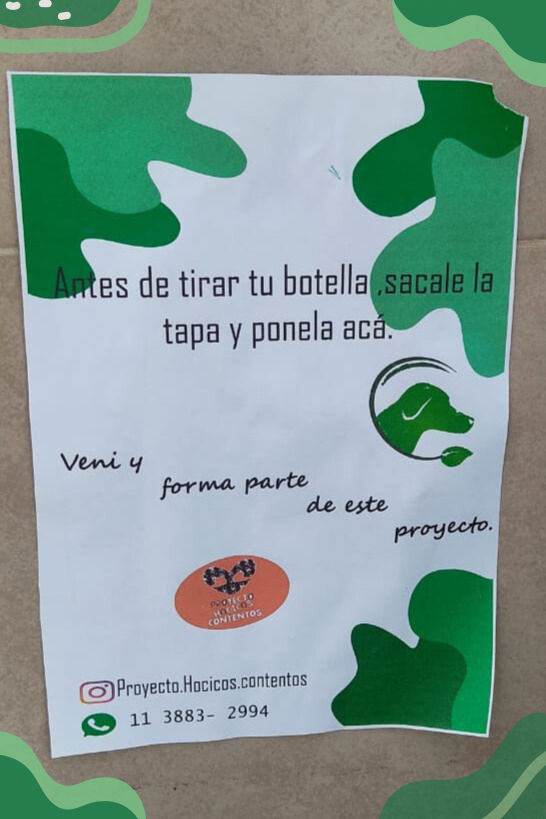 Antes de tirar tu botella ,sacale la
tapa y ponela acá.
Veni y
forma parte
de este
proyecto.
PROYECTO
HOCICOS
CONTENTOS
Proyecto.Hocicos.contentos
11 3883- 2994